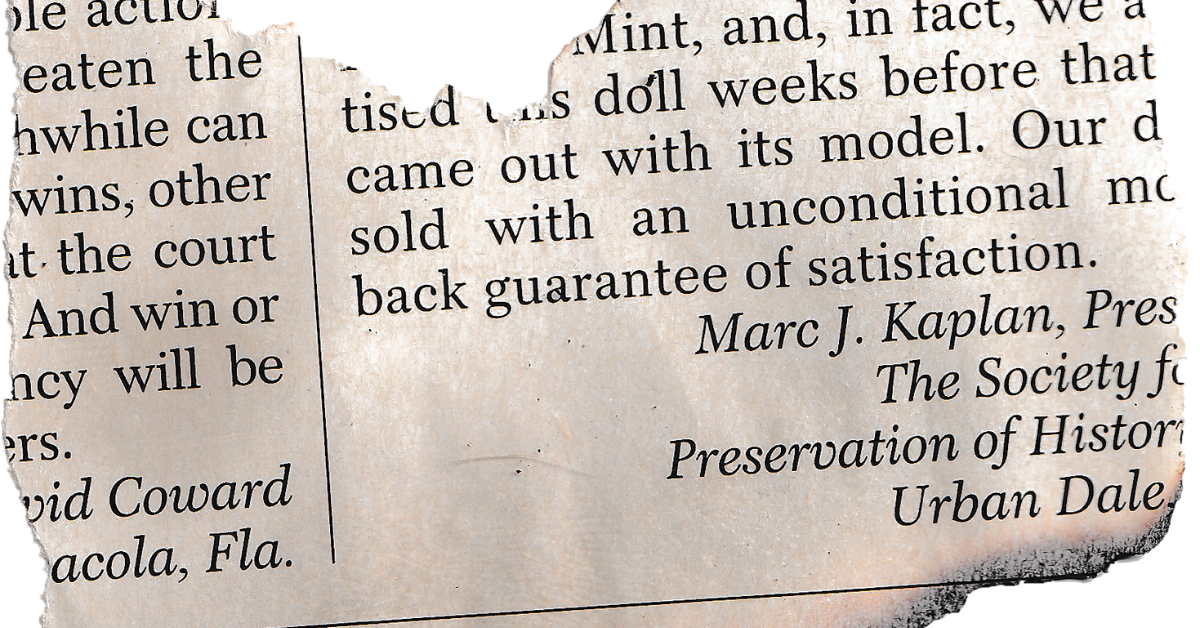 eaten the
hwhile can
wins, other
at the court
And win or
ncy will be
ers.
vid Coward
acola, Fla.
Mint, and, in fact, we a
tised this doll weeks before that
came out with its model. Our d
sold with an unconditional mo
back guarantee of satisfaction.
Marc J. Kaplan, Pres
The Society fo
Preservation of Histor
Urban Dale